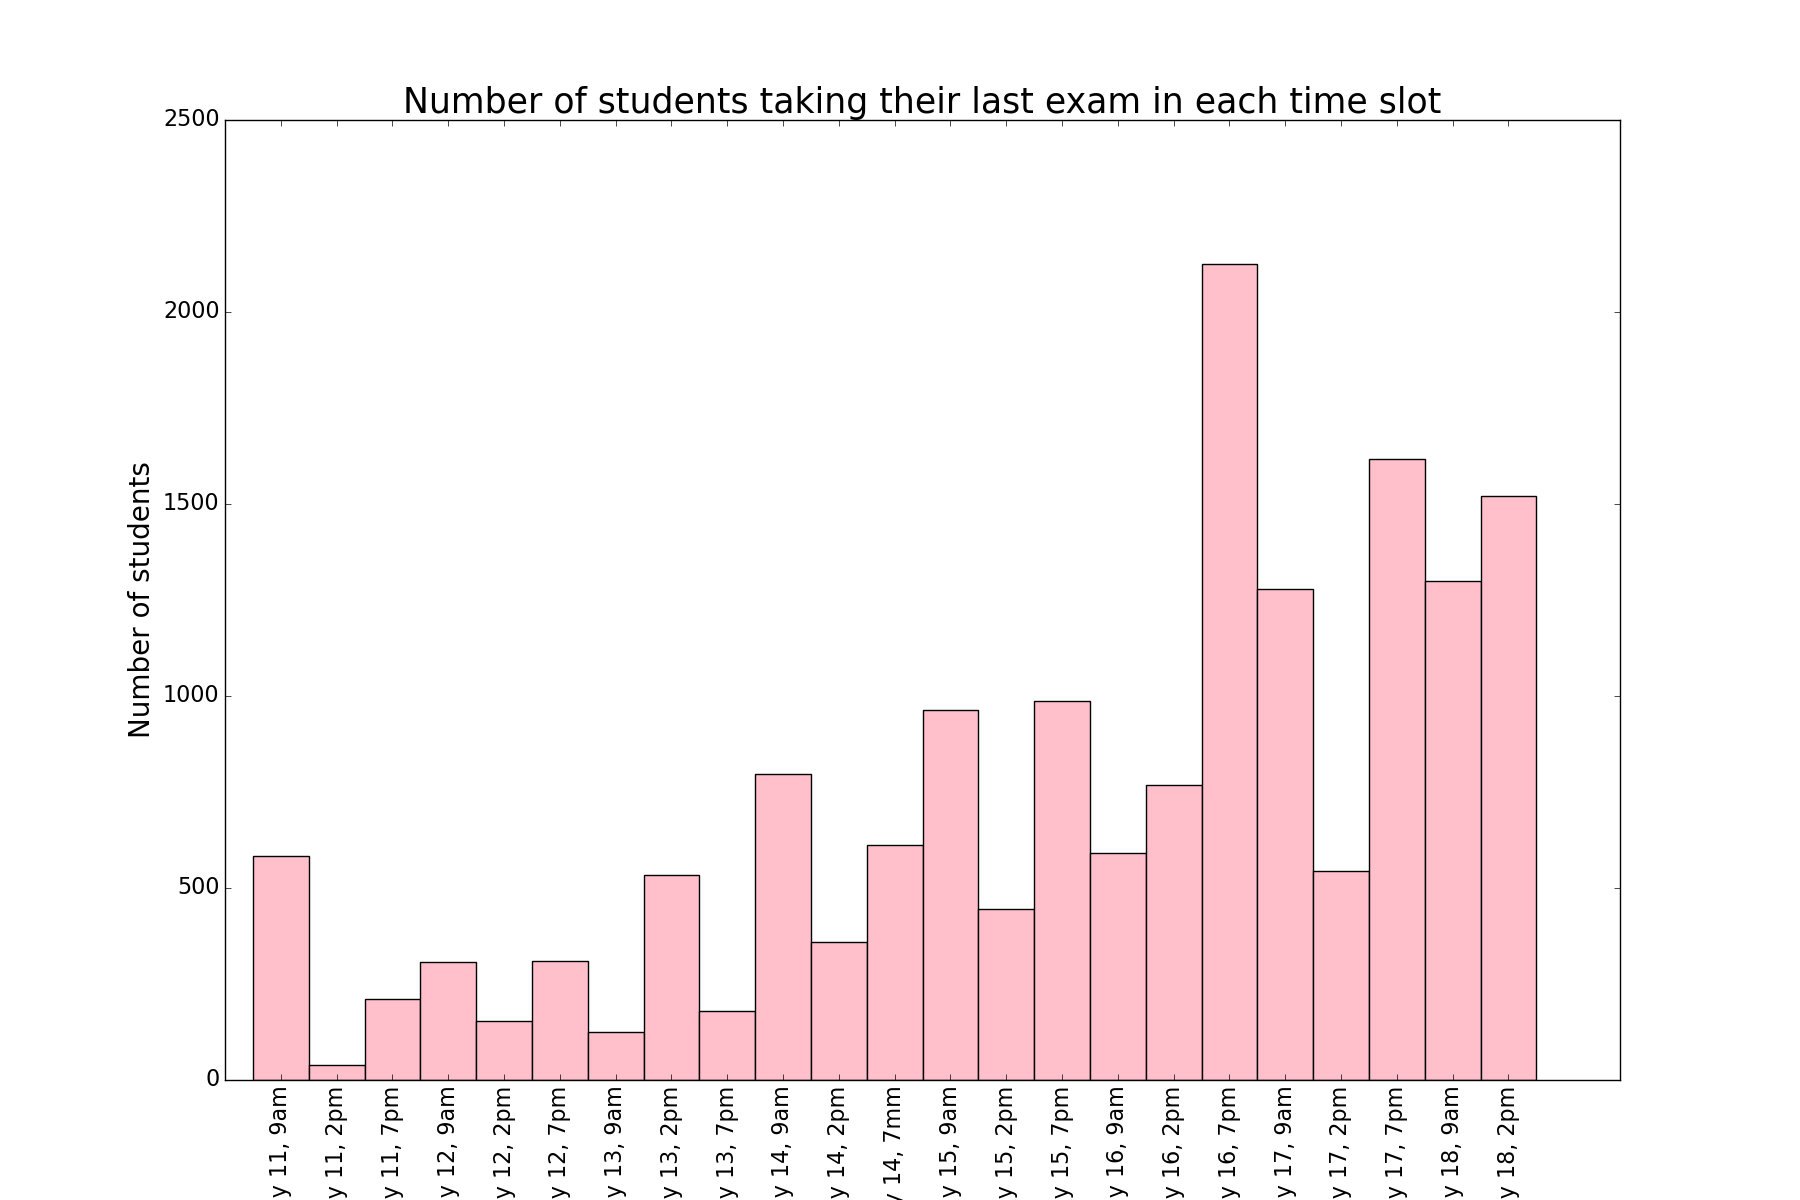 Number of students taking their last exam in each time slot
Number of students
2500
2000
1500
1000
500
0
y 11, 9am
y 11, 2pm
y 11, 7pm
y 12, 9am
y 12, 2pm
y 12, 7pm
y 13, 9am
y 13, 2pm
y 13, 7pm
y 14, 9am
y 14, 2pm
y 14, 7mm
y 15, 9am
y 15, 2pm
y 15, 7pm
y 16, 9am
y 16, 2pm
y 16, 7pm
y 17, 9am
y 17, 2pm
y 17, 7pm
y 18, 9am
y 18, 2pm